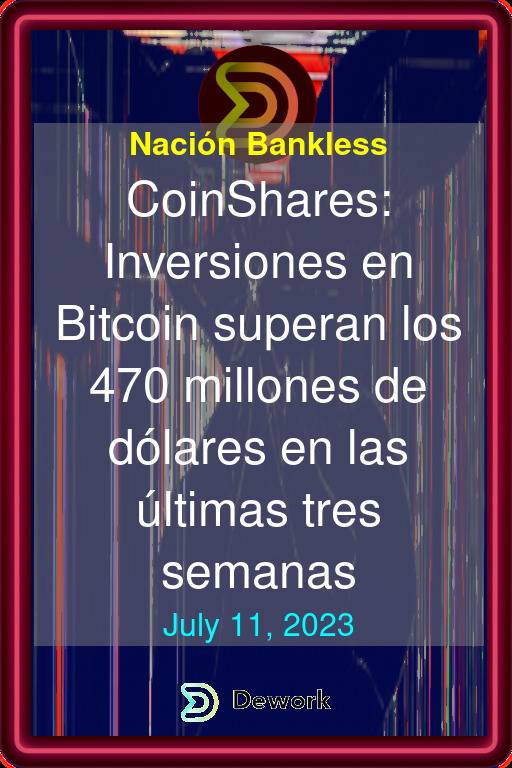 Nación Bankless
CoinShares:
Inversiones en
Bitcoin superan los
470 millones de
dólares en las
últimas tres
semanas
July 11, 2023
Dework